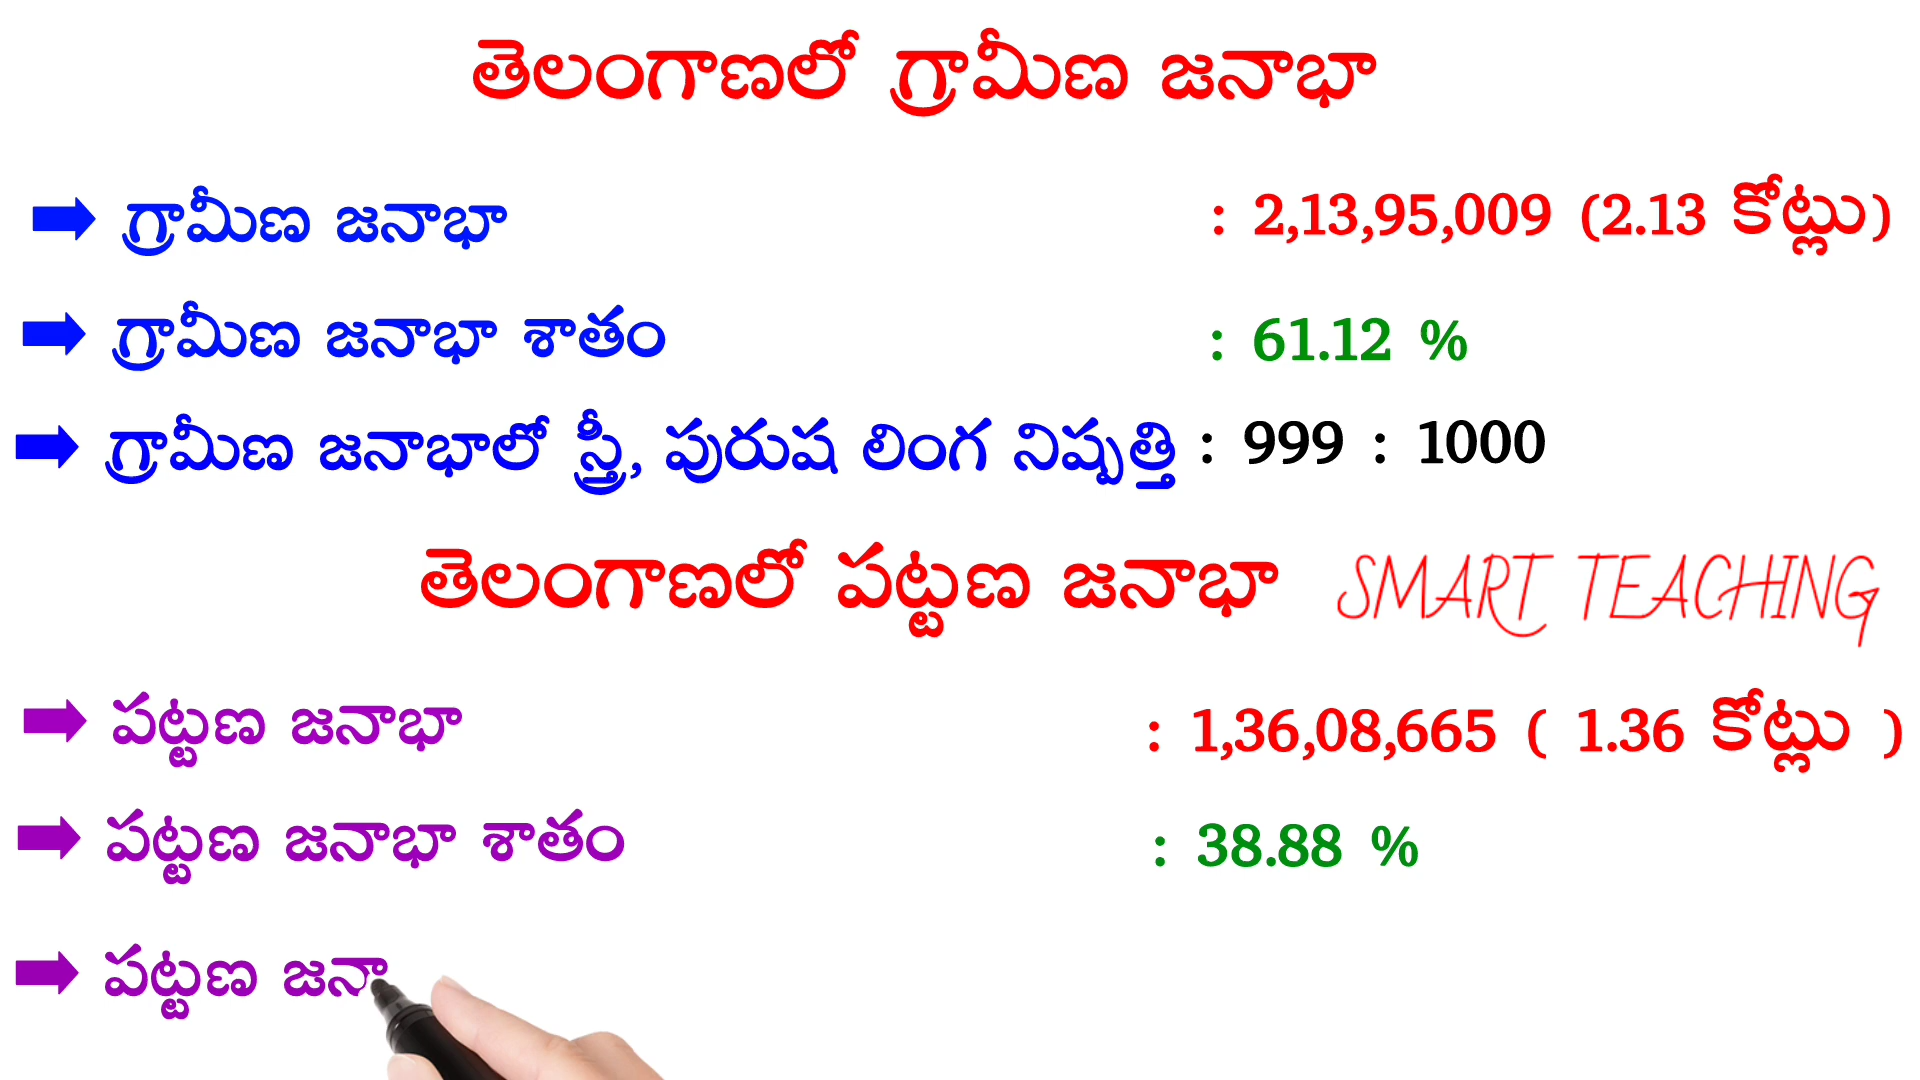 తెలంగాణలో గ్రామీణ జనాభా
గ్రామీణ జనాభా : 2,13,95,009 (2.13 కోట్లు)
గ్రామీణ జనాభా శాతం : 61.12 %
గ్రామీణ జనాభాలో స్త్రీ, పురుష లింగ నిష్పత్తి : 999 : 1000
తెలంగాణలో పట్టణ జనాభా SMART TEACHING
పట్టణ జనాభా : 1,36,08,665 ( 1.36 కోట్లు )
పట్టణ జనాభా శాతం : 38.88 %
పట్టణ జనా